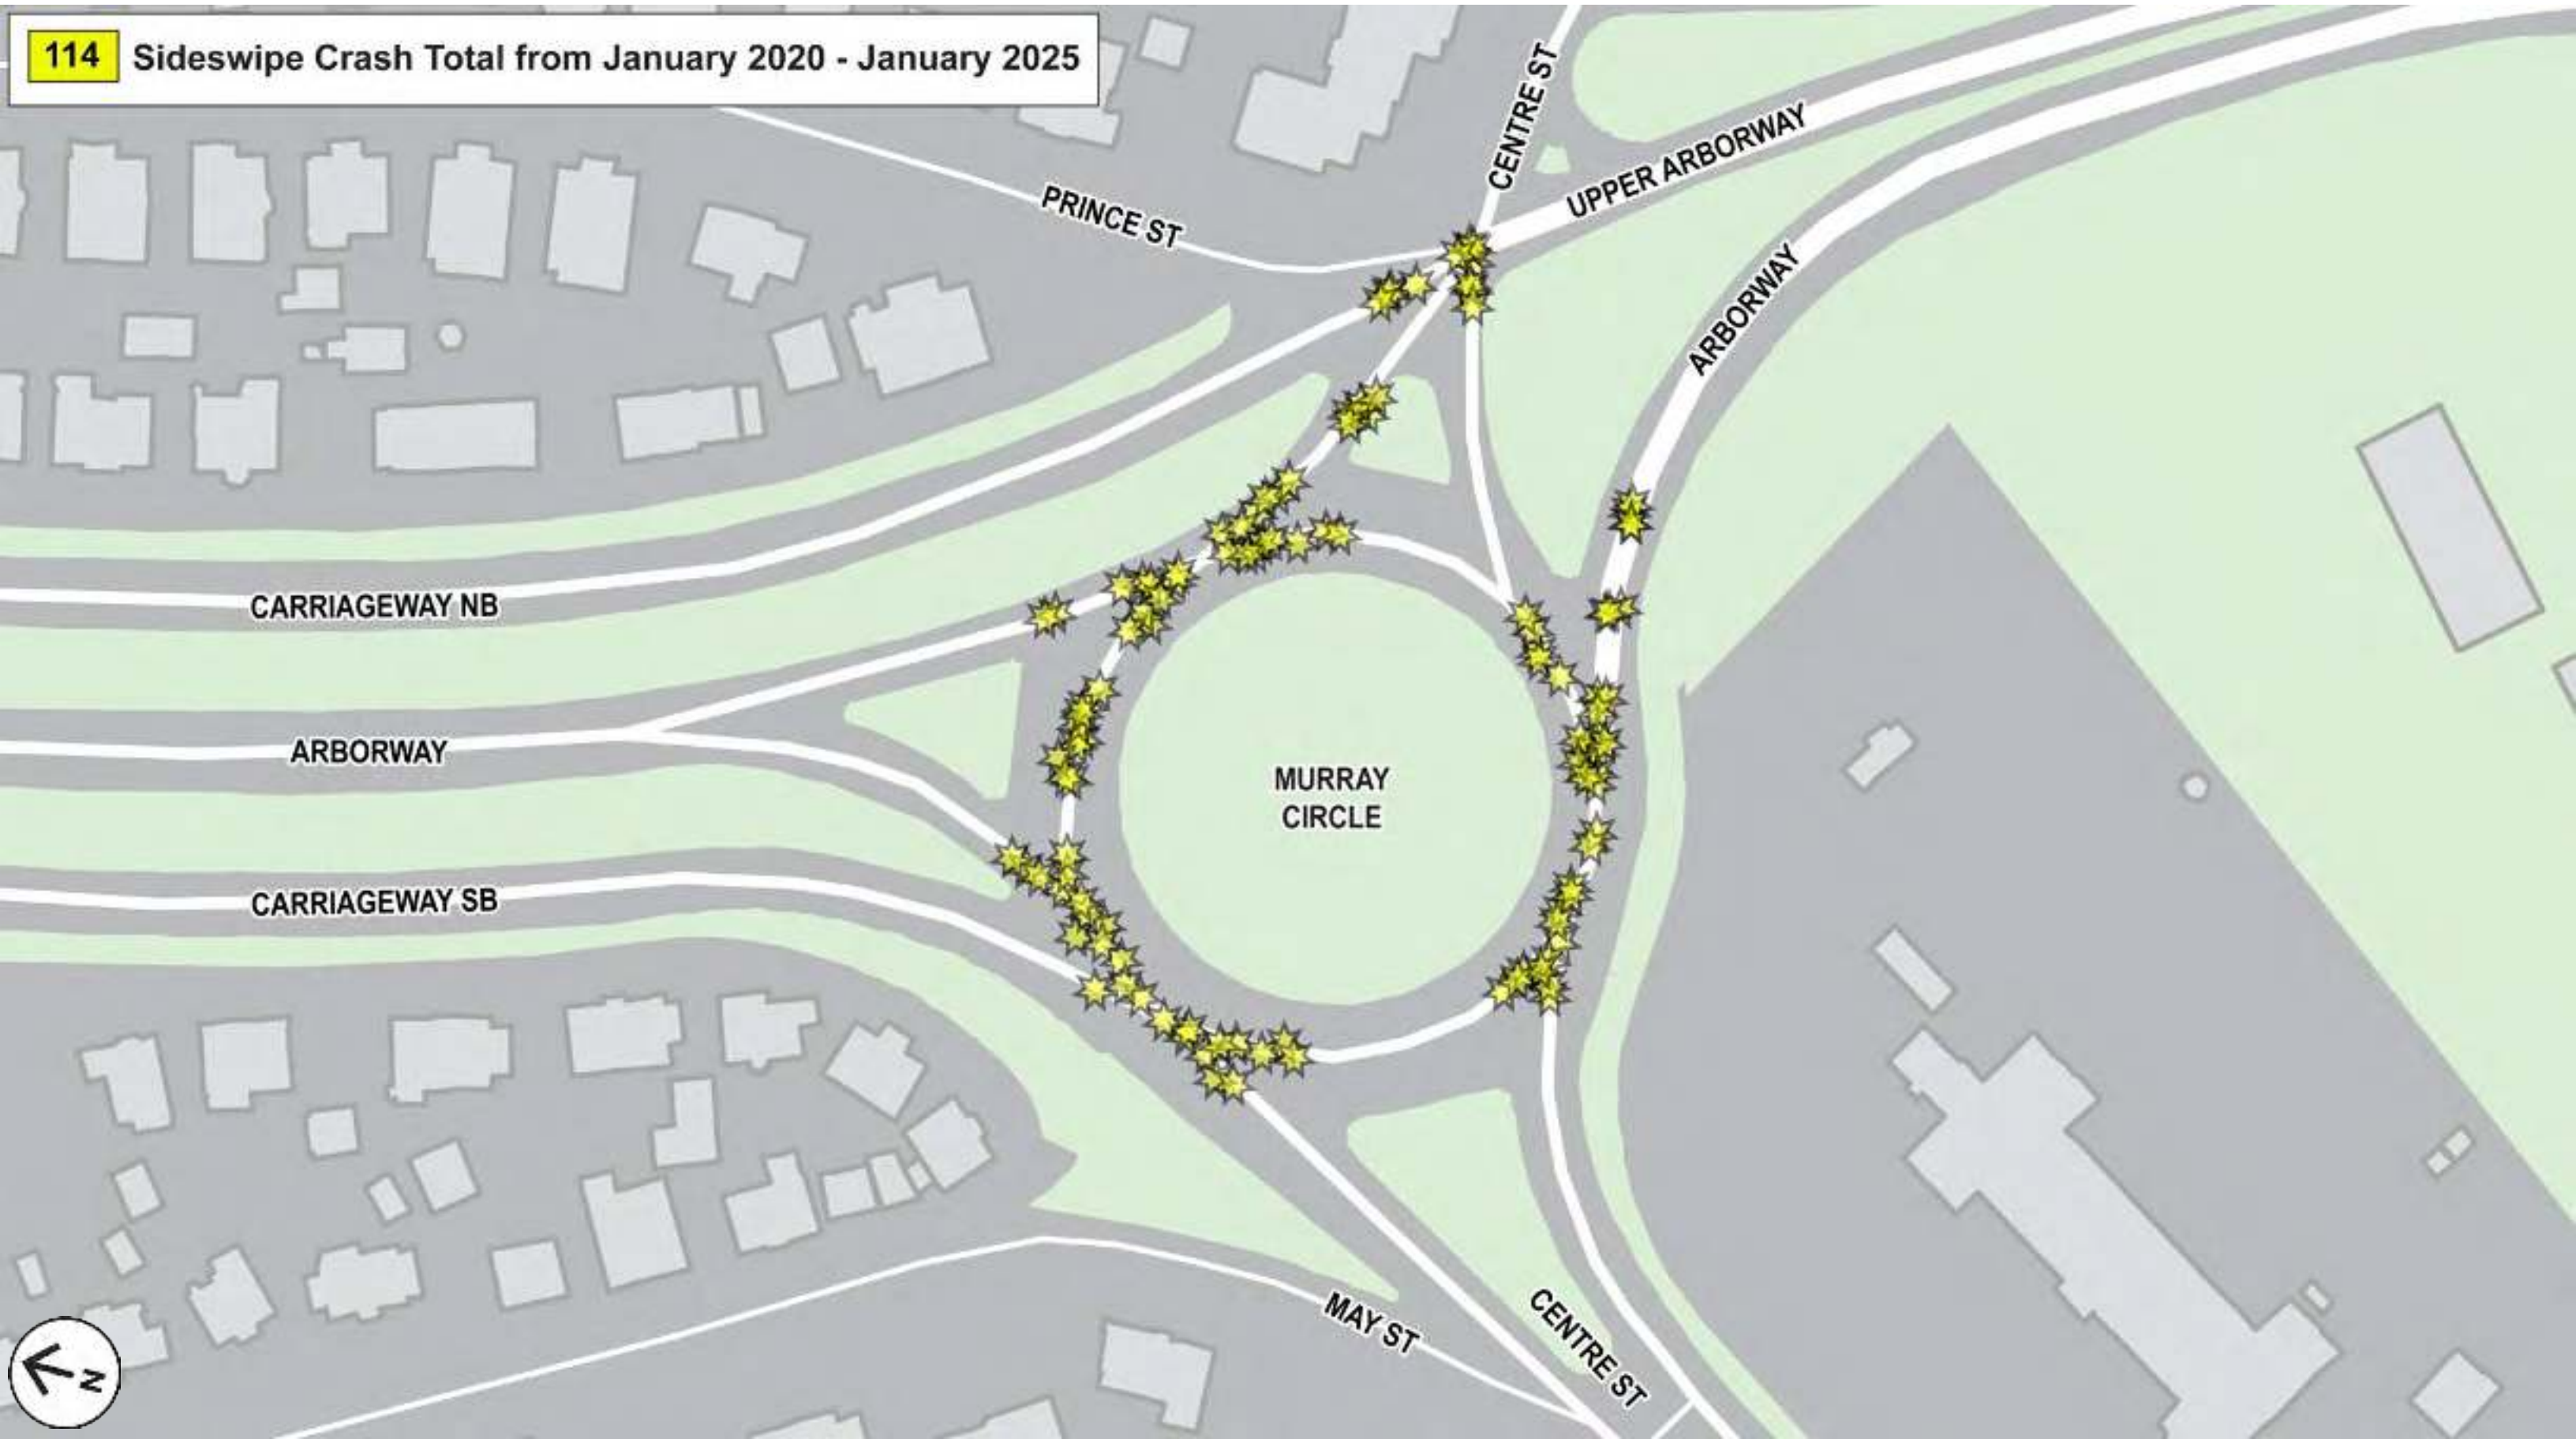 114 Sideswipe Crash Total from January 2020 - January 2025
CENTRE ST
UPPER ARBORWAY
PRINCE ST
ARBORWAY
CARRIAGEWAY NB
ARBORWAY
MURRAY
CIRCLE
CARRIAGEWAY SB
MAY ST
CENTRE ST
N